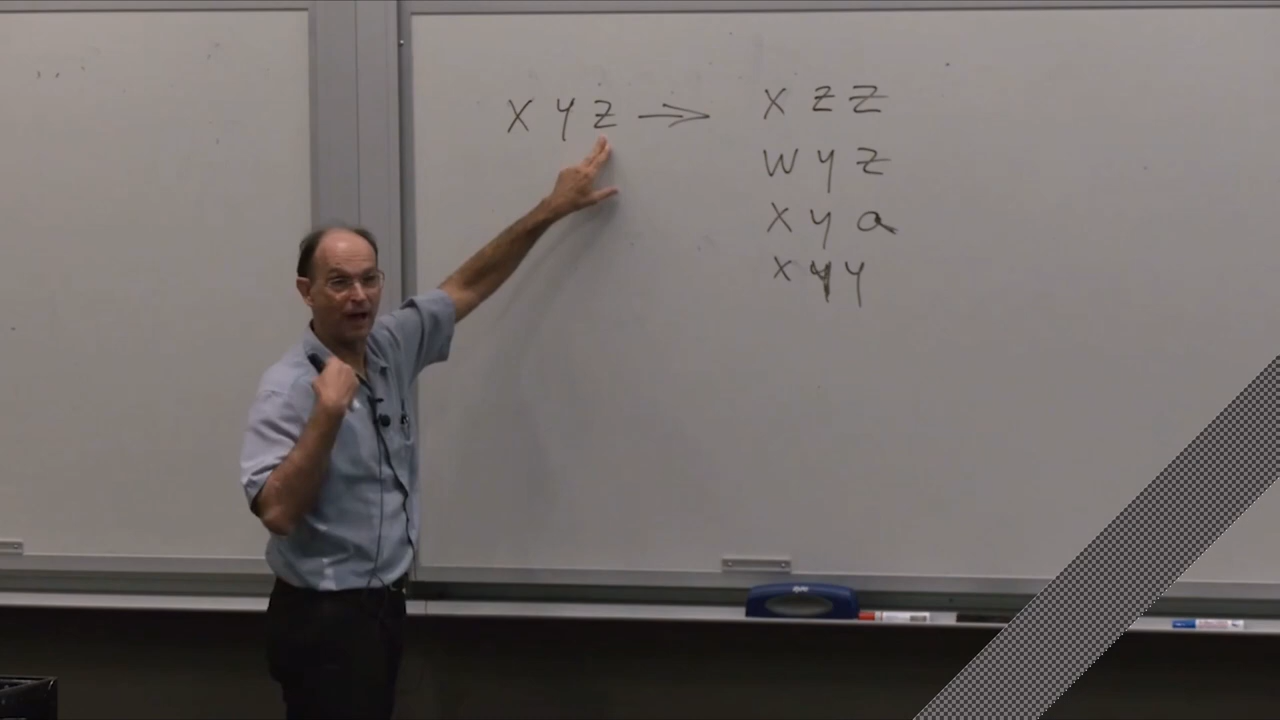 X Y Z → X Z Z
W Y Z
X Y a
X Y Y